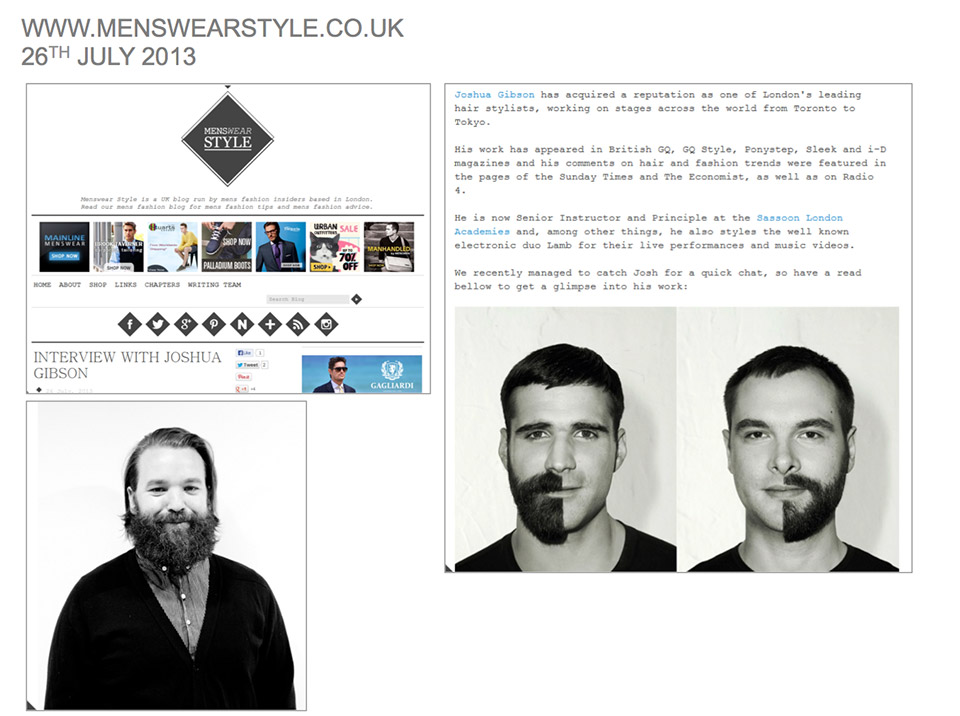 WWW.MENSWEARSTYLE.CO.UK
26TH JULY 2013
MENSWEAR
STYLE
Menswear Style is a UK blog run by mens fashion insiders based in London.
Read our mens fashion blog for mens fashion tips and mens fashion advice.
MAINLINE
MENSWEAR
SHOP NOW
SHOP NOW
SHOP NOW
PALLADIUM BOOTS
URBAN
OUTFITTERS
SALE
UP TO
70%
OFF
SHOP
MANHANDLED
HOME ABOUT SHOP LINKS CHAPTERS WRITING TEAM
Search Blog
INTERVIEW WITH JOSHUA
GIBSON
Like 1
Tweet 2
Pin it
+1
GAGLIARDI
Joshua Gibson has acquired a reputation as one of London's leading
hair stylists, working on stages across the world from Toronto to
Tokyo.
His work has appeared in British GQ, GQ Style, Ponystep, Sleek and i-D
magazines and his comments on hair and fashion trends were featured in
the pages of the Sunday Times and The Economist, as well as on Radio
4.
He is now Senior Instructor and Principle at the Sassoon London
Academies and, among other things, he also styles the well known
electronic duo Lamb for their live performances and music videos.
We recently managed to catch Josh for a quick chat, so have a read
bellow to get a glimpse into his work: